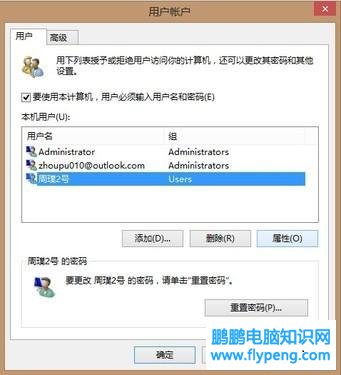 用户帐户
用户 高级
用下列表授予或拒绝用户访问你的计算机，还可以更改其密码和其他
设置。
要使用本计算机，用户必须输入用户名和密码(E)
本机用户(U):
用户名 组
Administrator Administrators
zhoupu010@outlook.com Administrators
周璞2号 Users
添加(D)... 删除(R) 属性(O)
周璞2号 的密码
要更改 周璞2号 的密码，请单击"重置密码"。
重置密码(P)...
确定
鹏鹏电脑知识网
www.flypeng.com